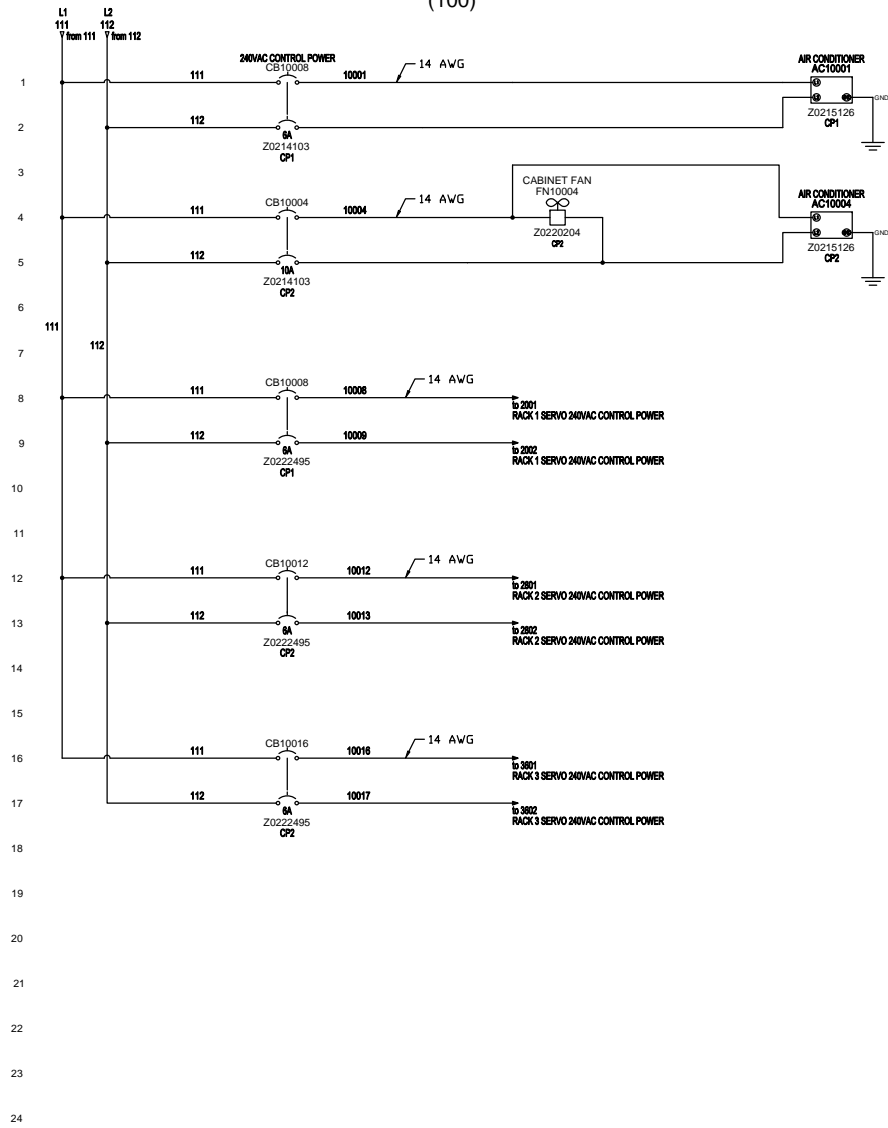 (100)
L1 L2
111 112
from 111 from 112
240VAC CONTROL POWER
CB10008
1 111 10001 14 AWG
AIR CONDITIONER
AC10001
GND
Z0215126
CP1
2 112 6A
Z0214103
CP1
3
CABINET FAN
FN10004
4 CB10004
111 10004 14 AWG
Z0220204
CP2
AIR CONDITIONER
AC10004
GND
Z0215126
CP2
5 112 10A
Z0214103
CP2
6
111
112
7
CB10008
8 111 10008 14 AWG
to 2001
RACK 1 SERVO 240VAC CONTROL POWER
9 112 6A 10009
to 2002
RACK 1 SERVO 240VAC CONTROL POWER
Z0222495
CP1
10
11
CB10012
12 111 10012 14 AWG
to 2801
RACK 2 SERVO 240VAC CONTROL POWER
13 112 6A 10013
to 2802
RACK 2 SERVO 240VAC CONTROL POWER
Z0222495
CP2
14
15
CB10016
16 111 10016 14 AWG
to 3601
RACK 3 SERVO 240VAC CONTROL POWER
17 112 6A 10017
to 3602
RACK 3 SERVO 240VAC CONTROL POWER
Z0222495
CP2
18
19
20
21
22
23
24